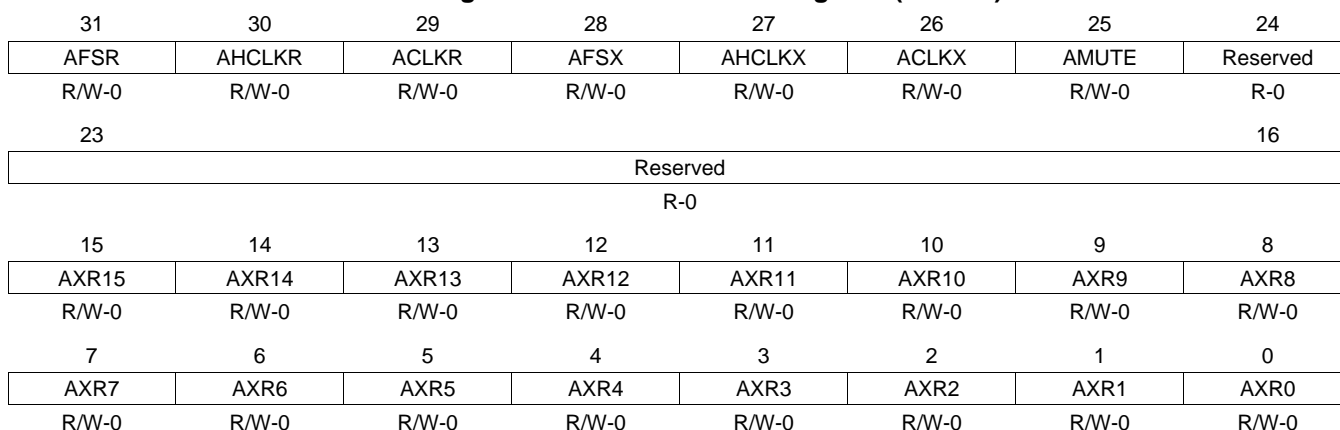 31 30 29 28 27 26 25 24
AFSR AHCLKR ACLKR AFSX AHCLKX ACLKX AMUTE Reserved
R/W-0 R/W-0 R/W-0 R/W-0 R/W-0 R/W-0 R/W-0 R-0
23 16
Reserved
R-0
15 14 13 12 11 10 9 8
AXR15 AXR14 AXR13 AXR12 AXR11 AXR10 AXR9 AXR8
R/W-0 R/W-0 R/W-0 R/W-0 R/W-0 R/W-0 R/W-0 R/W-0
7 6 5 4 3 2 1 0
AXR7 AXR6 AXR5 AXR4 AXR3 AXR2 AXR1 AXR0
R/W-0 R/W-0 R/W-0 R/W-0 R/W-0 R/W-0 R/W-0 R/W-0